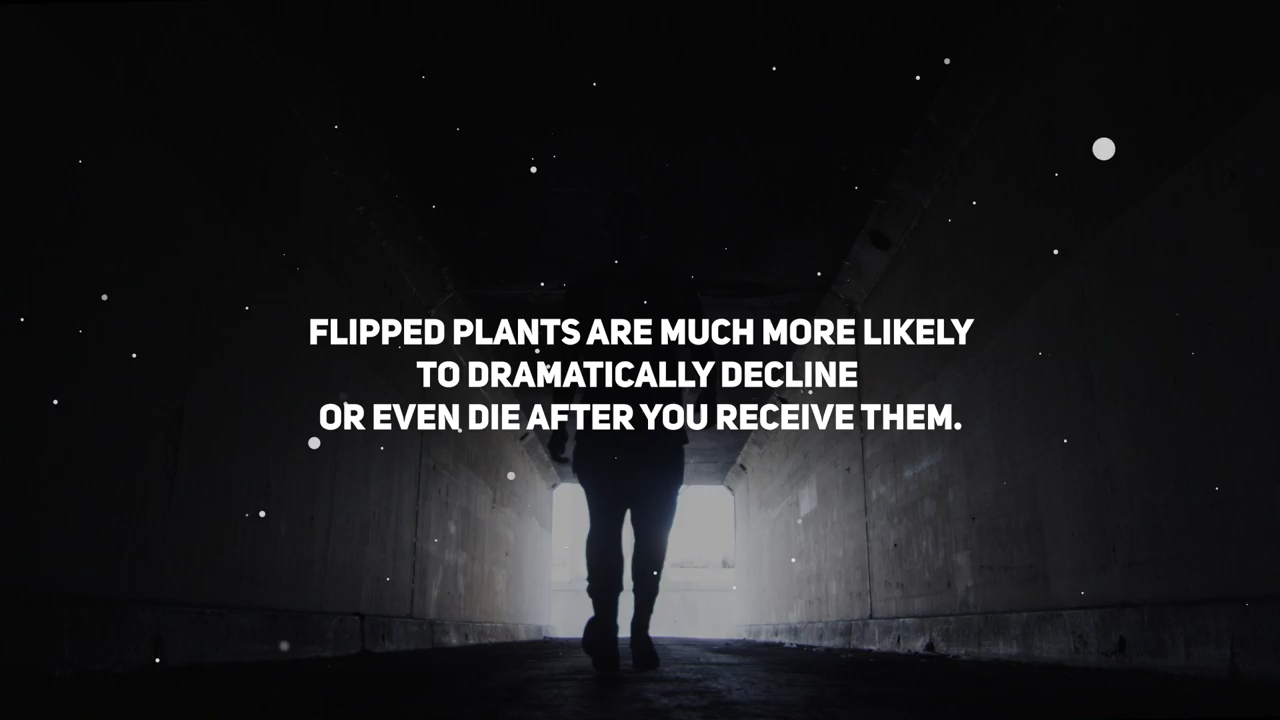 FLIPPED PLANTS ARE MUCH MORE LIKELY
TO DRAMATICALLY DECLINE
OR EVEN DIE AFTER YOU RECEIVE THEM.